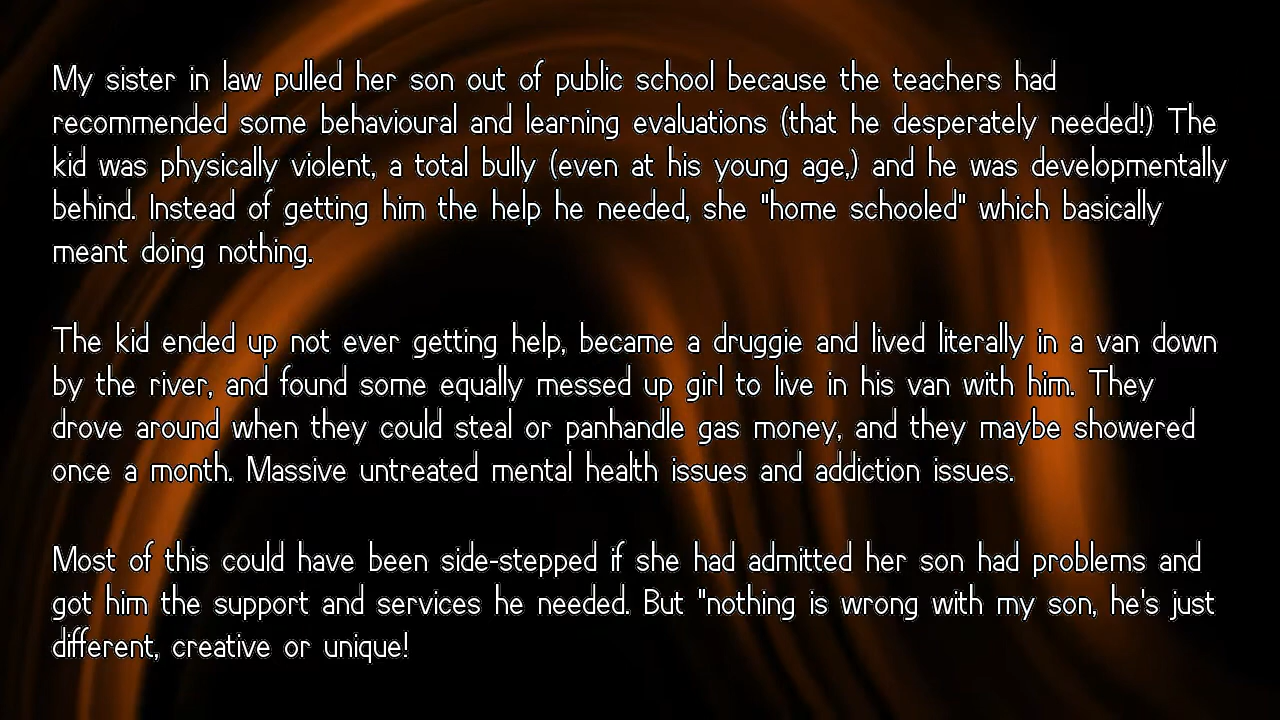 My sister in law pulled her son out of public school because the teachers had
recommended some behavioural and learning evaluations (that he desperately needed!) The
kid was physically violent, a total bully (even at his young age,) and he was developmentally
behind. Instead of getting him the help he needed, she "home schooled" which basically
meant doing nothing.
The kid ended up not ever getting help, became a druggie and lived literally in a van down
by the river, and found some equally messed up girl to live in his van with him. They
drove around when they could steal or panhandle gas money, and they maybe showered
once a month. Massive untreated mental health issues and addiction issues.
Most of this could have been side-stepped if she had admitted her son had problems and
got him the support and services he needed. But "nothing is wrong with my son, he's just
different, creative or unique!